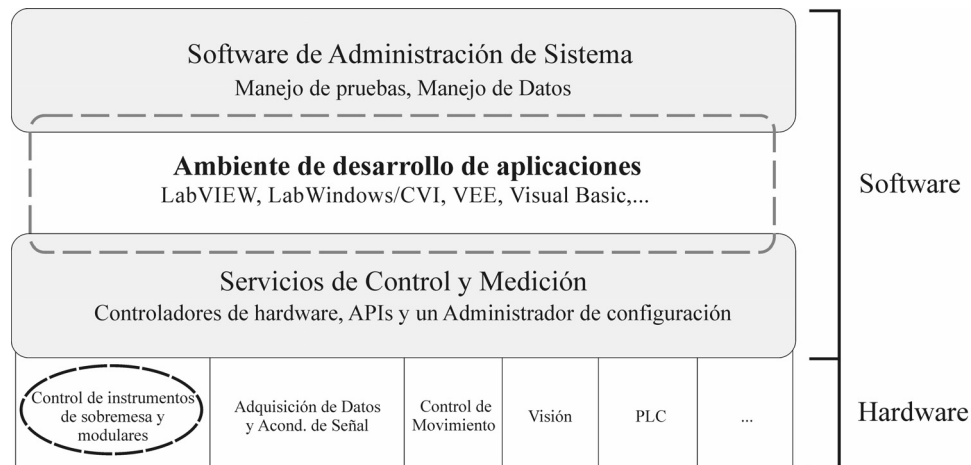 Software de Administración de Sistema
Manejo de pruebas, Manejo de Datos
Ambiente de desarrollo de aplicaciones
LabVIEW, LabWindows/CVI, VEE, Visual Basic,...
Software
Servicios de Control y Medición
Controladores de hardware, APIs y un Administrador de configuración
Control de instrumentos
de sobremesa y
modulares
Adquisición de Datos
y Acond. de Señal
Control de
Movimiento
Visión
PLC
...
Hardware